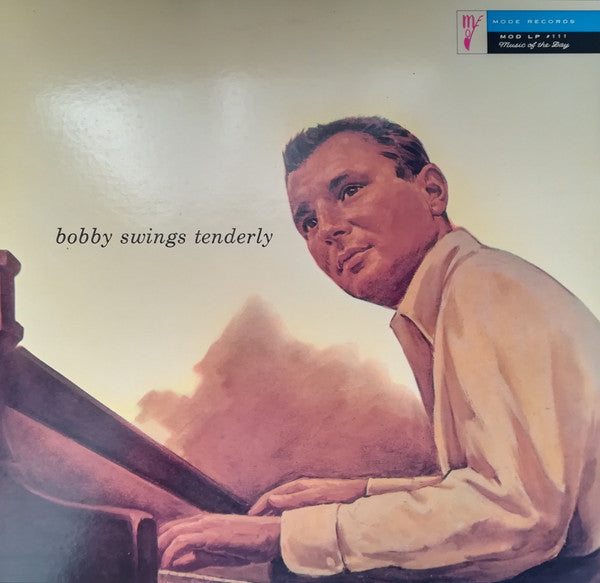 MODE RECORDS
MOD LP #111
Music of the Day
bobby swings tenderly